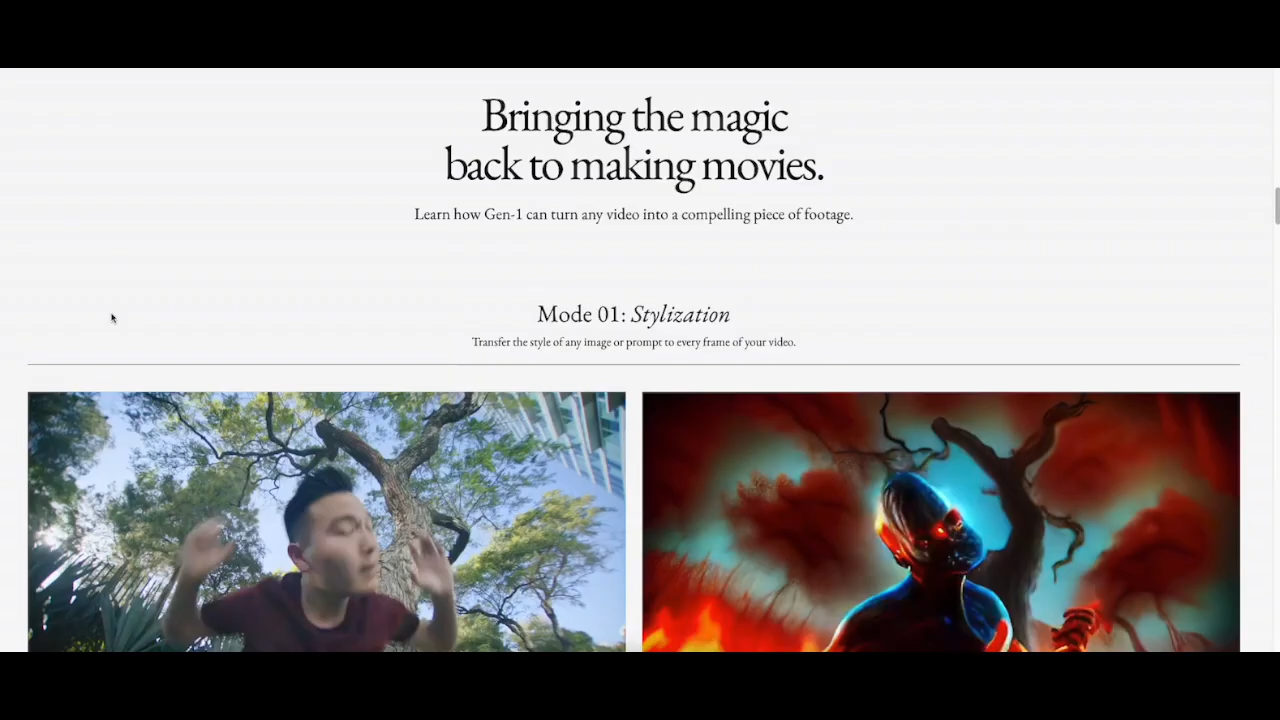 Bringing the magic
back to making movies.
Learn how Gen-1 can turn any video into a compelling piece of footage.
Mode 01: Stylization
Transfer the style of any image or prompt to every frame of your video.